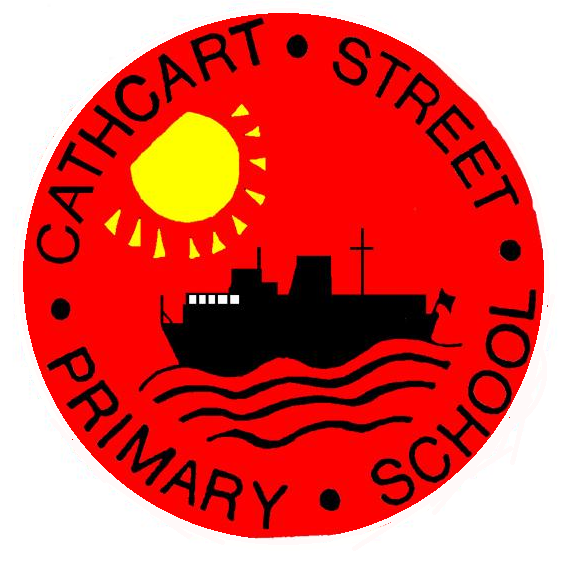 CATHCART • STREET • PRIMARY • SCHOOL •